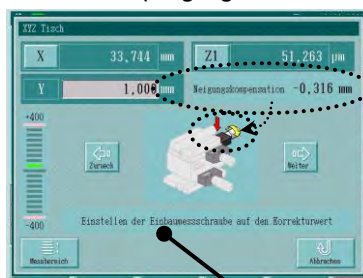 XYZ Tisch
X 33,744 mm
Z1 51,263 µm
Y 1,000 mm
Neigungskompensation -0,316 mm
+400
Zurueck
Weiter
-400
Einstellen der Einbaumessschraube auf den Korrekturwert
Messbereich
Abbrechen